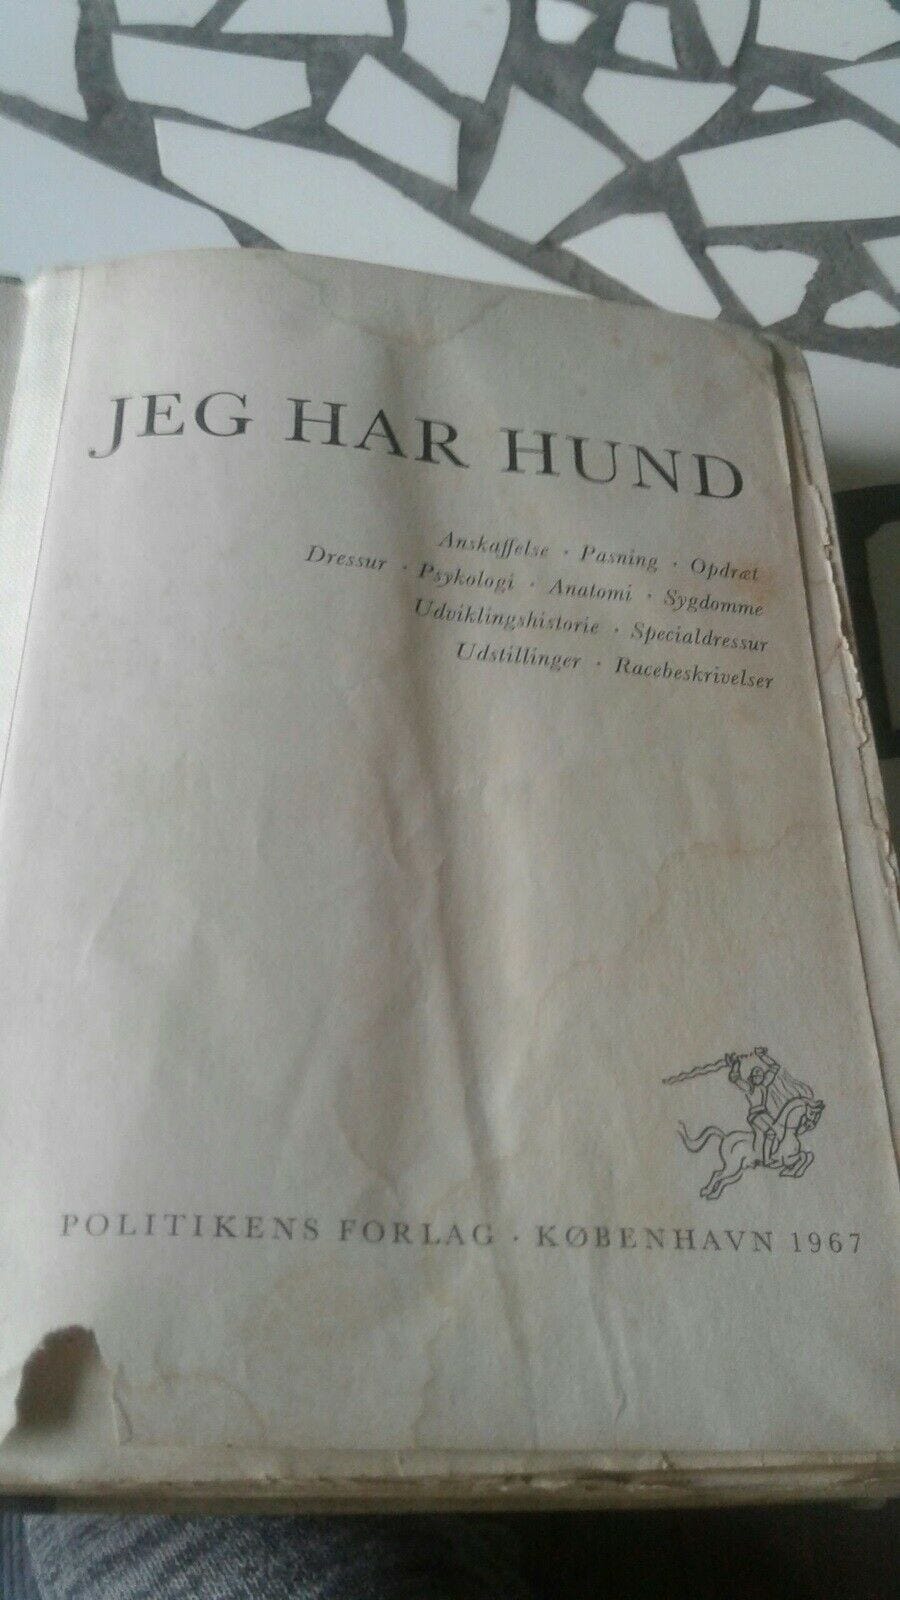 JEG HAR HUND
Anskaffelse · Pasning · Opdræt
Dressur · Psykologi · Anatomi · Sygdomme
Udviklingshistorie · Specialdressur
Udstillinger · Racebeskrivelser
POLITIKENS FORLAG · KØBENHAVN 1967